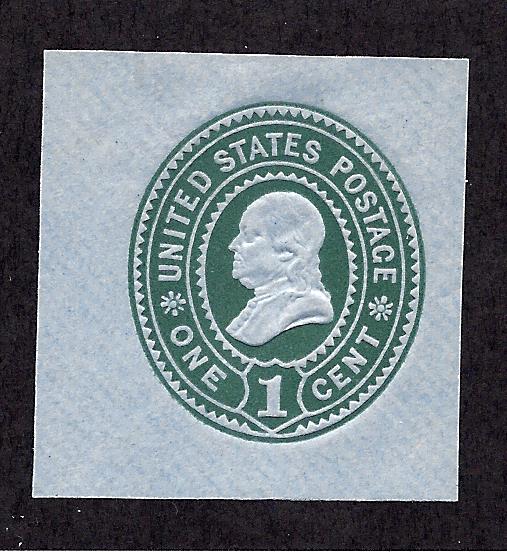 UNITED STATES POSTAGE
ONE 1 CENT